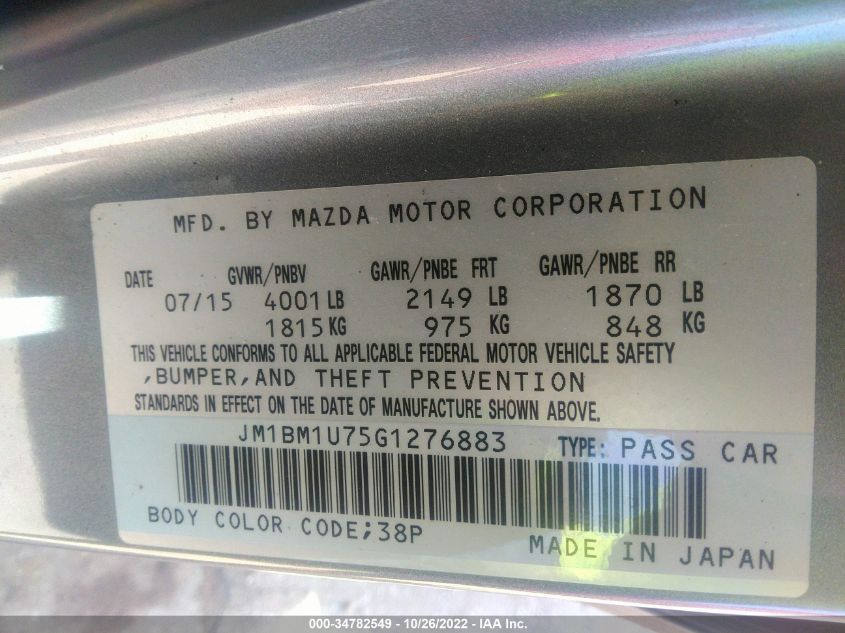 MFD. BY MAZDA MOTOR CORPORATION
DATE GVWR/PNBV GAWR/PNBE FRT GAWR/PNBE RR
07/15 4001 LB 2149 LB 1870 LB
1815 KG 975 KG 848 KG
THIS VEHICLE CONFORMS TO ALL APPLICABLE FEDERAL MOTOR VEHICLE SAFETY
,BUMPER,AND THEFT PREVENTION
STANDARDS IN EFFECT ON THE DATE OF MANUFACTURE SHOWN ABOVE.
JM1BM1U75G1276883 TYPE: PASS CAR
BODY COLOR CODE;38P
MADE IN JAPAN
000-34782549 - 10/26/2022 - IAA Inc.